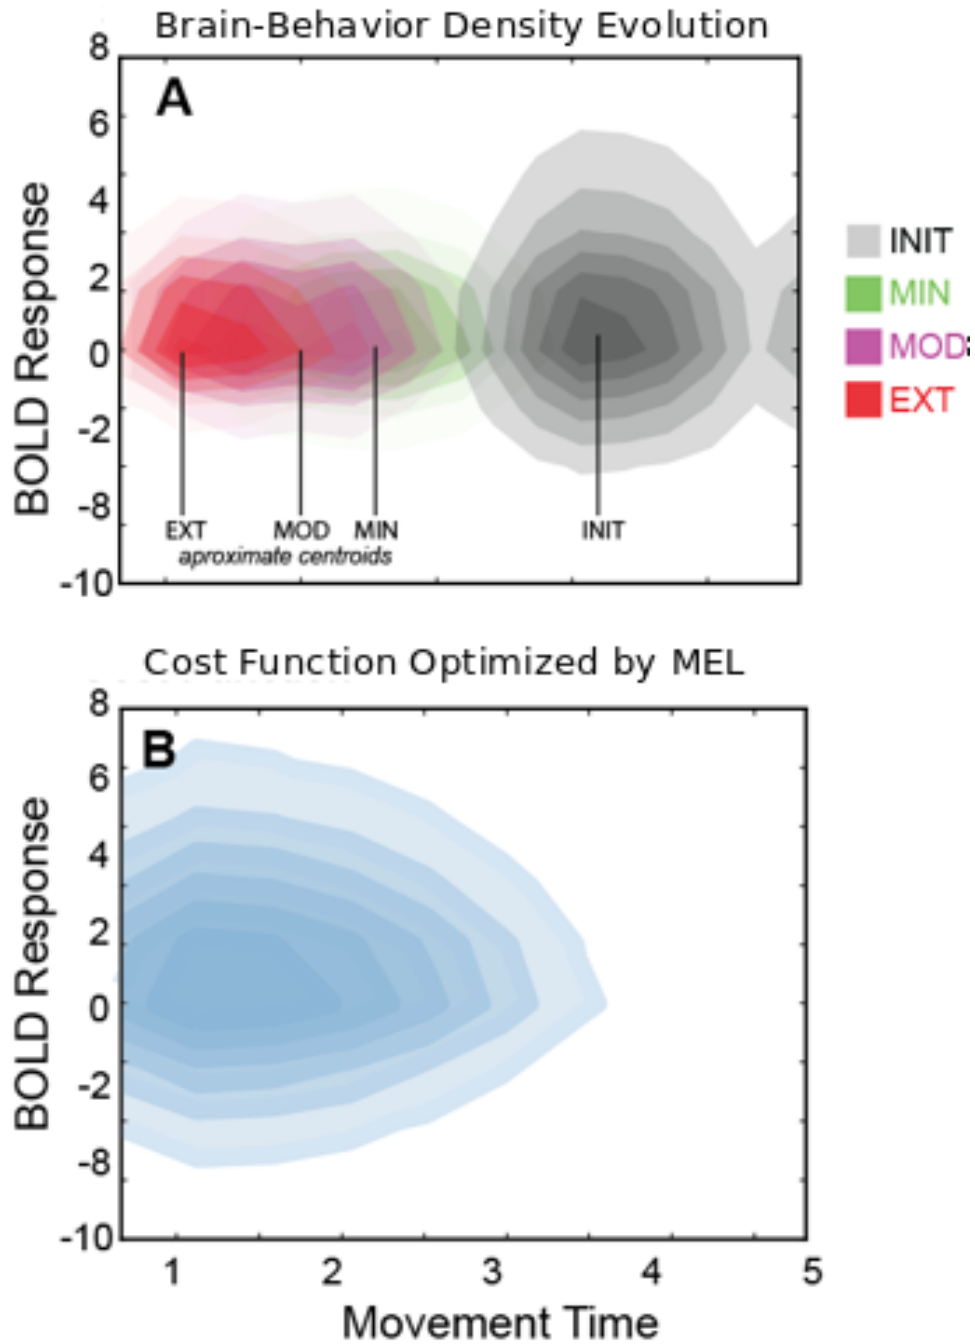 Brain-Behavior Density Evolution
8
A
6
4
2
0
-2
-8
-10
BOLD Response
EXT MOD MIN INIT
aproximate centroids
INIT
MIN
MOD
EXT
Cost Function Optimized by MEL
8
B
6
4
2
0
-2
-8
-10
BOLD Response
1 2 3 4 5
Movement Time